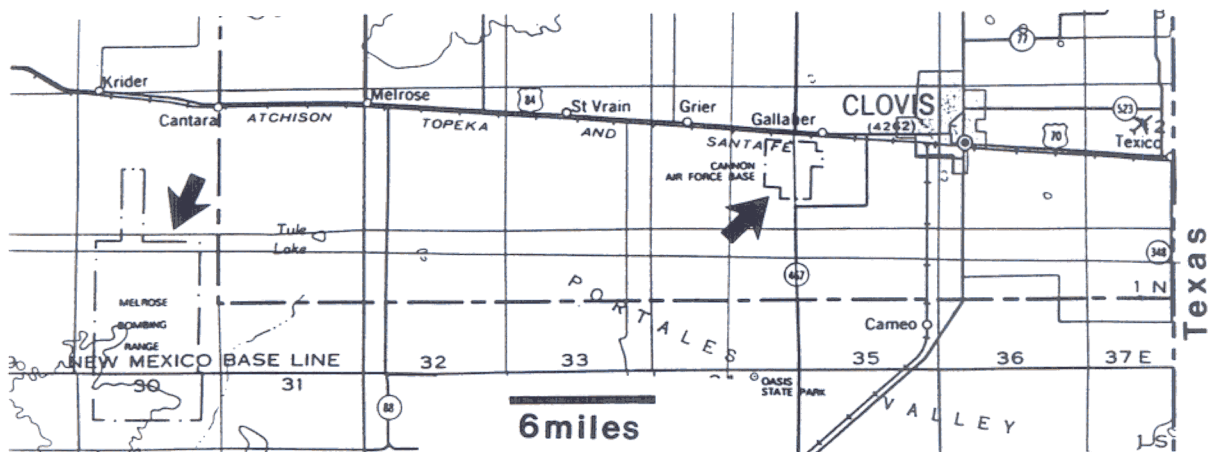 77
Krider
Melrose
84
St Vrain
Grier
Gallaher
CLOVIS
(4262)
523
2
Cantara
ATCHISON
TOPEKA
AND
SANTA FE
70
Texico
CANNON
AIR FORCE BASE
Tule
Lake
467
348
1 N
Texas
MELROSE
BOMBING
RANGE
PORTALES
VALLEY
Cameo
NEW MEXICO BASE LINE
30
31
32
33
35
36
37 E
OASIS
STATE PARK
88
6miles
1 S